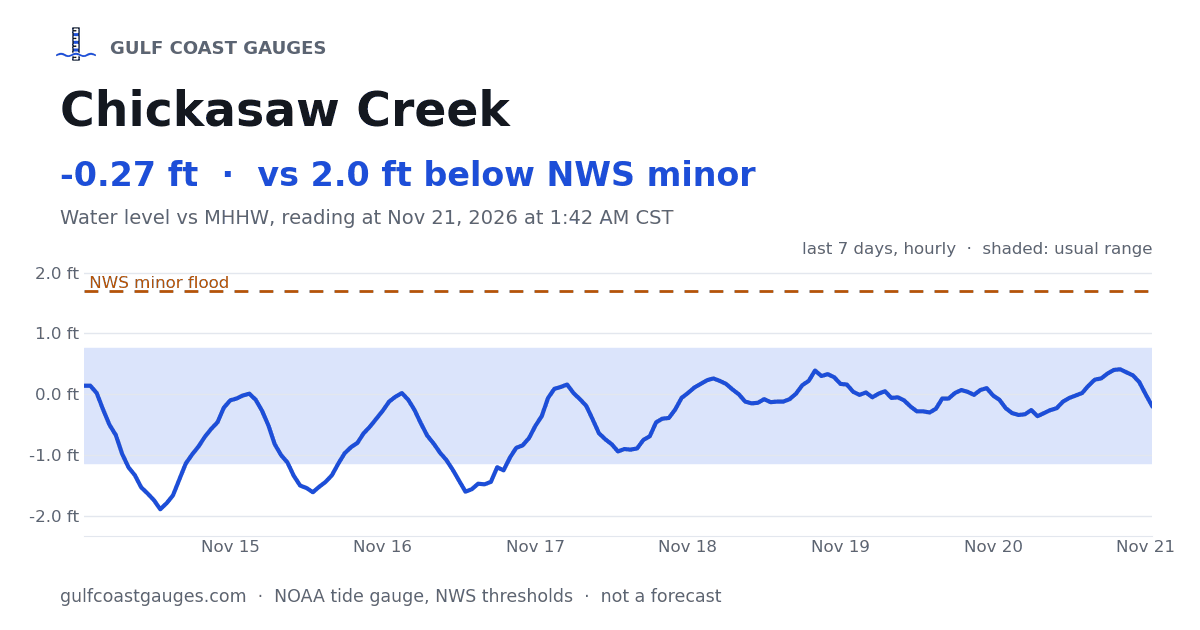 GULF COAST GAUGES
Chickasaw Creek
-0.27 ft · vs 2.0 ft below NWS minor
Water level vs MHHW, reading at Nov 21, 2026 at 1:42 AM CST
last 7 days, hourly · shaded: usual range
2.0 ft
NWS minor flood
1.0 ft
0.0 ft
-1.0 ft
-2.0 ft
Nov 15 Nov 16 Nov 17 Nov 18 Nov 19 Nov 20 Nov 21
gulfcoastgauges.com · NOAA tide gauge, NWS thresholds · not a forecast